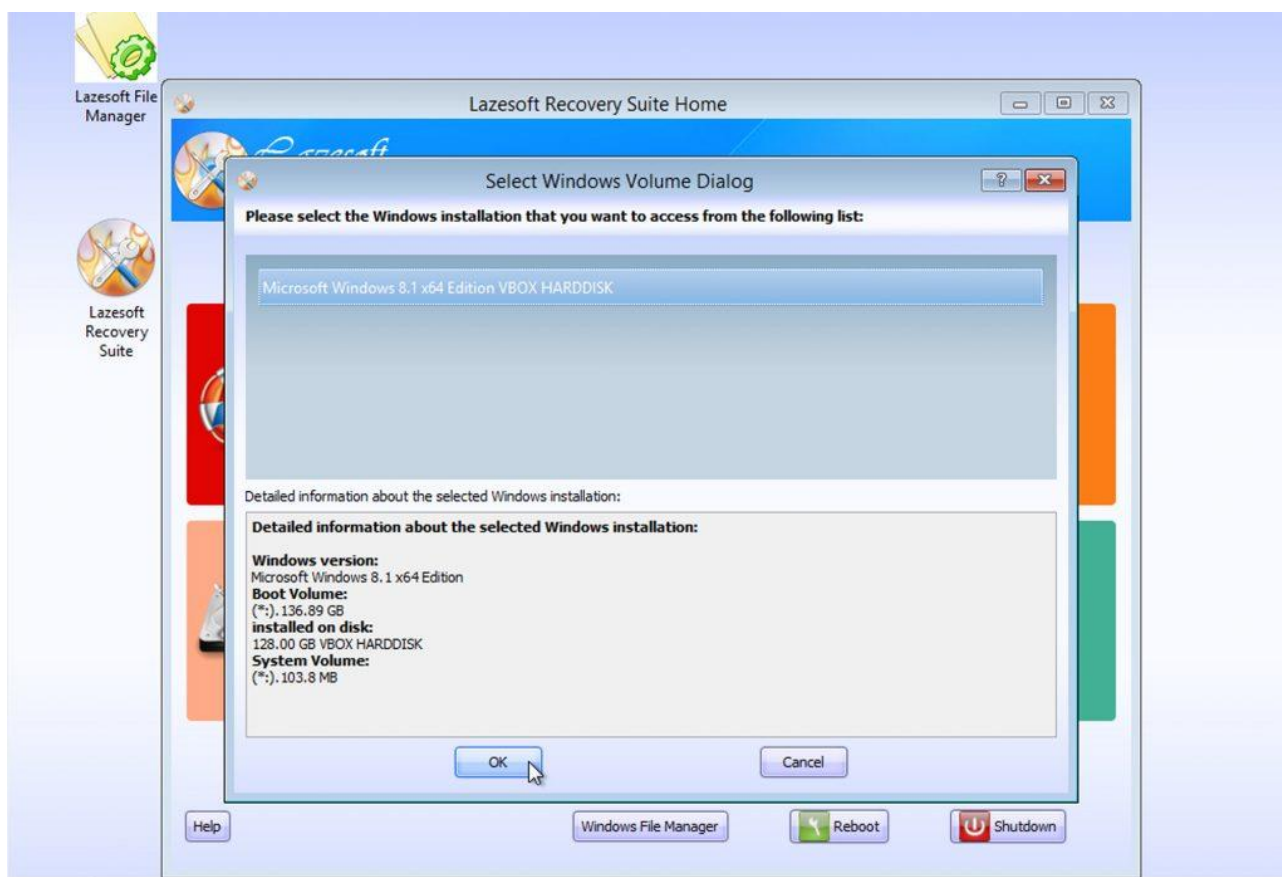 Lazesoft File
Manager
Lazesoft Recovery Suite Home
Lazesoft
Select Windows Volume Dialog
Please select the Windows installation that you want to access from the following list:
Microsoft Windows 8.1 x64 Edition VBOX HARDDISK
Lazesoft
Recovery
Suite
Detailed information about the selected Windows installation:
Detailed information about the selected Windows installation:
Windows version:
Microsoft Windows 8.1 x64 Edition
Boot Volume:
(*:).136.89 GB
installed on disk:
128.00 GB VBOX HARDDISK
System Volume:
(*:).103.8 MB
OK
Cancel
Help
Windows File Manager
Reboot
Shutdown